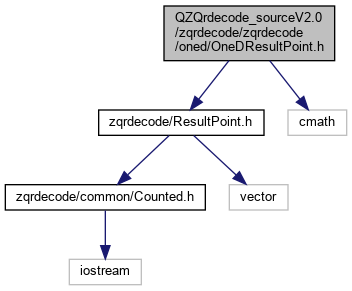 QZQrdecode_sourceV2.0
/zqrdecode/zqrdecode
/oned/OneDResultPoint.h
zqrdecode/ResultPoint.h
cmath
zqrdecode/common/Counted.h
vector
iostream